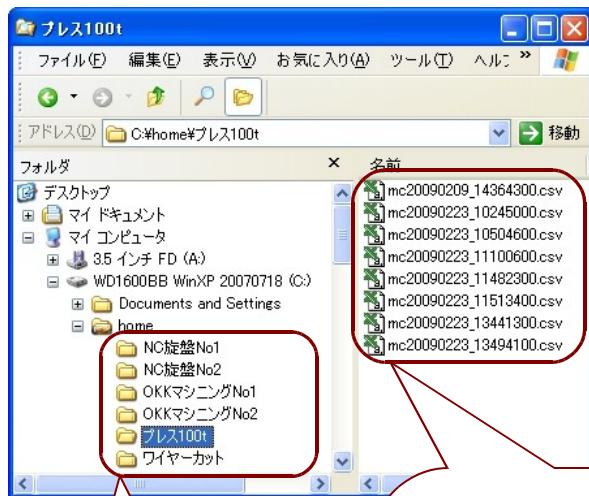 プレス100t
ファイル(F) 編集(E) 表示(V) お気に入り(A) ツール(T) ヘルプ »
アドレス(D) C:¥home¥プレス100t 移動
フォルダ × 名前
デスクトップ
マイ ドキュメント
マイ コンピュータ
3.5 インチ FD (A:)
WD1600BB WinXP 20070718 (C:)
Documents and Settings
home
NC旋盤No1
NC旋盤No2
OKKマシニングNo1
OKKマシニングNo2
プレス100t
ワイヤーカット
mc20090209_14364300.csv
mc20090223_10245000.csv
mc20090223_10504600.csv
mc20090223_11100600.csv
mc20090223_11482300.csv
mc20090223_11513400.csv
mc20090223_13441300.csv
mc20090223_13494100.csv